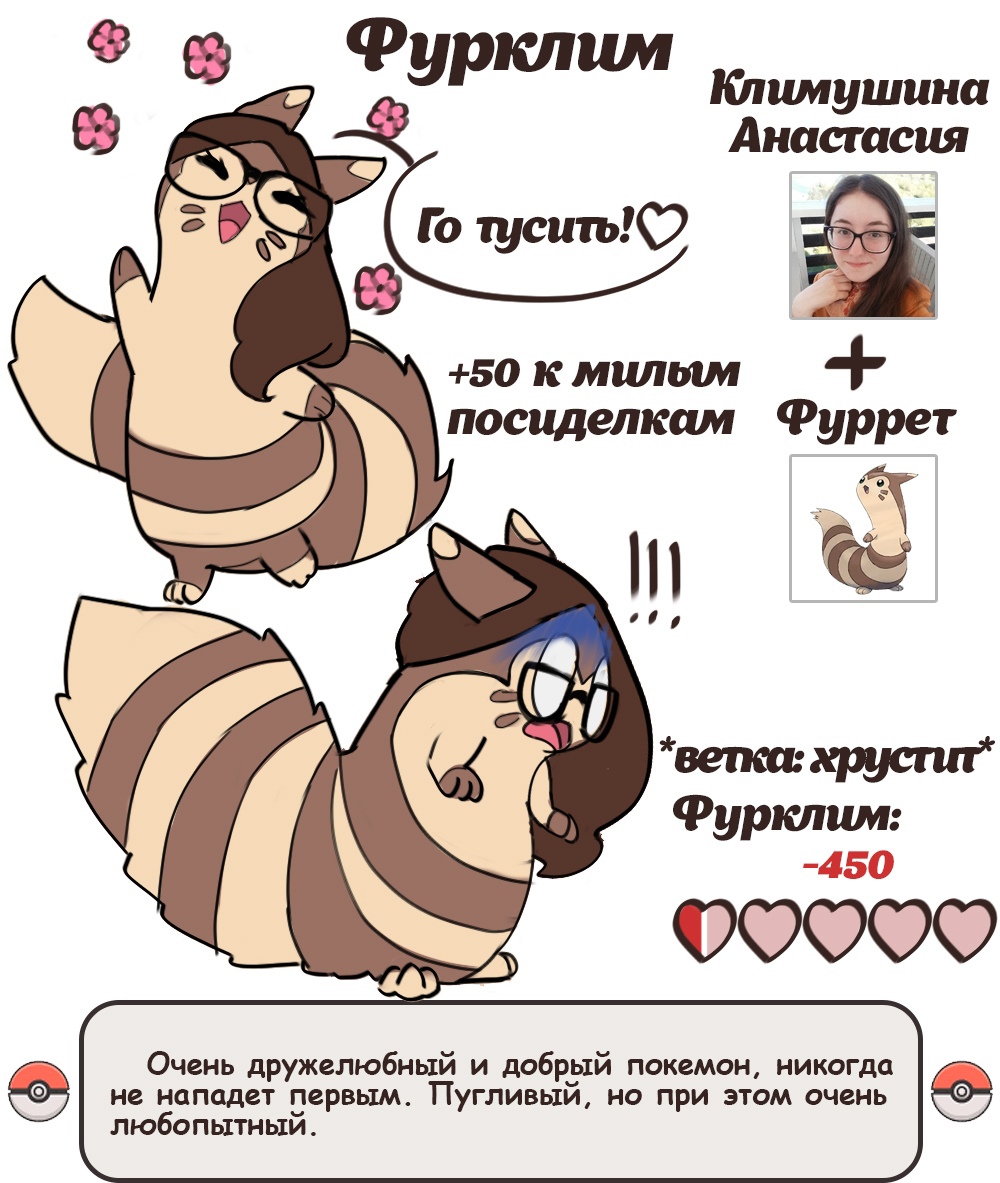 Фурклим
Климушина
Анастасия
Го тусить!
+
+50 к милым
посиделкам
Фуррет
!!!
*ветка: хрустит*
Фурклим:
-450
Очень дружелюбный и добрый покемон, никогда
не нападет первым. Пугливый, но при этом очень
любопытный.